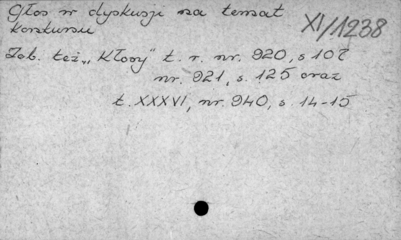 Głos w dyskusji na temat
konkursu
XI/1238
Zob. też „Kłosy" t. r. nr. 920, s 107
nr. 921, s. 125 oraz
t. XXXVI, nr. 940, s. 14-15